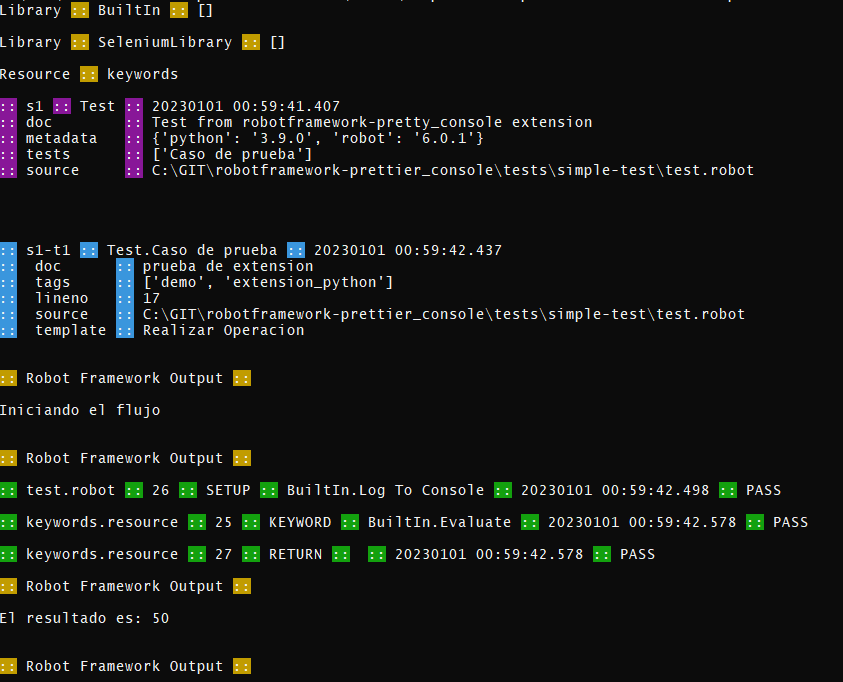 Library :: BuiltIn :: []
Library :: SeleniumLibrary :: []
Resource :: keywords
:: s1 :: Test :: 20230101 00:59:41.407
:: doc :: Test from robotframework-pretty_console extension
:: metadata :: {'python': '3.9.0', 'robot': '6.0.1'}
:: tests :: ['Caso de prueba']
:: source :: C:\GIT\robotframework-prettier_console\tests\simple-test\test.robot
:: s1-t1 :: Test.Caso de prueba :: 20230101 00:59:42.437
:: doc :: prueba de extension
:: tags :: ['demo', 'extension_python']
:: lineno :: 17
:: source :: C:\GIT\robotframework-prettier_console\tests\simple-test\test.robot
:: template :: Realizar Operacion
:: Robot Framework Output ::
Iniciando el flujo
:: Robot Framework Output ::
:: test.robot :: 26 :: SETUP :: BuiltIn.Log To Console :: 20230101 00:59:42.498 :: PASS
:: keywords.resource :: 25 :: KEYWORD :: BuiltIn.Evaluate :: 20230101 00:59:42.578 :: PASS
:: keywords.resource :: 27 :: RETURN :: :: 20230101 00:59:42.578 :: PASS
:: Robot Framework Output ::
El resultado es: 50
:: Robot Framework Output ::